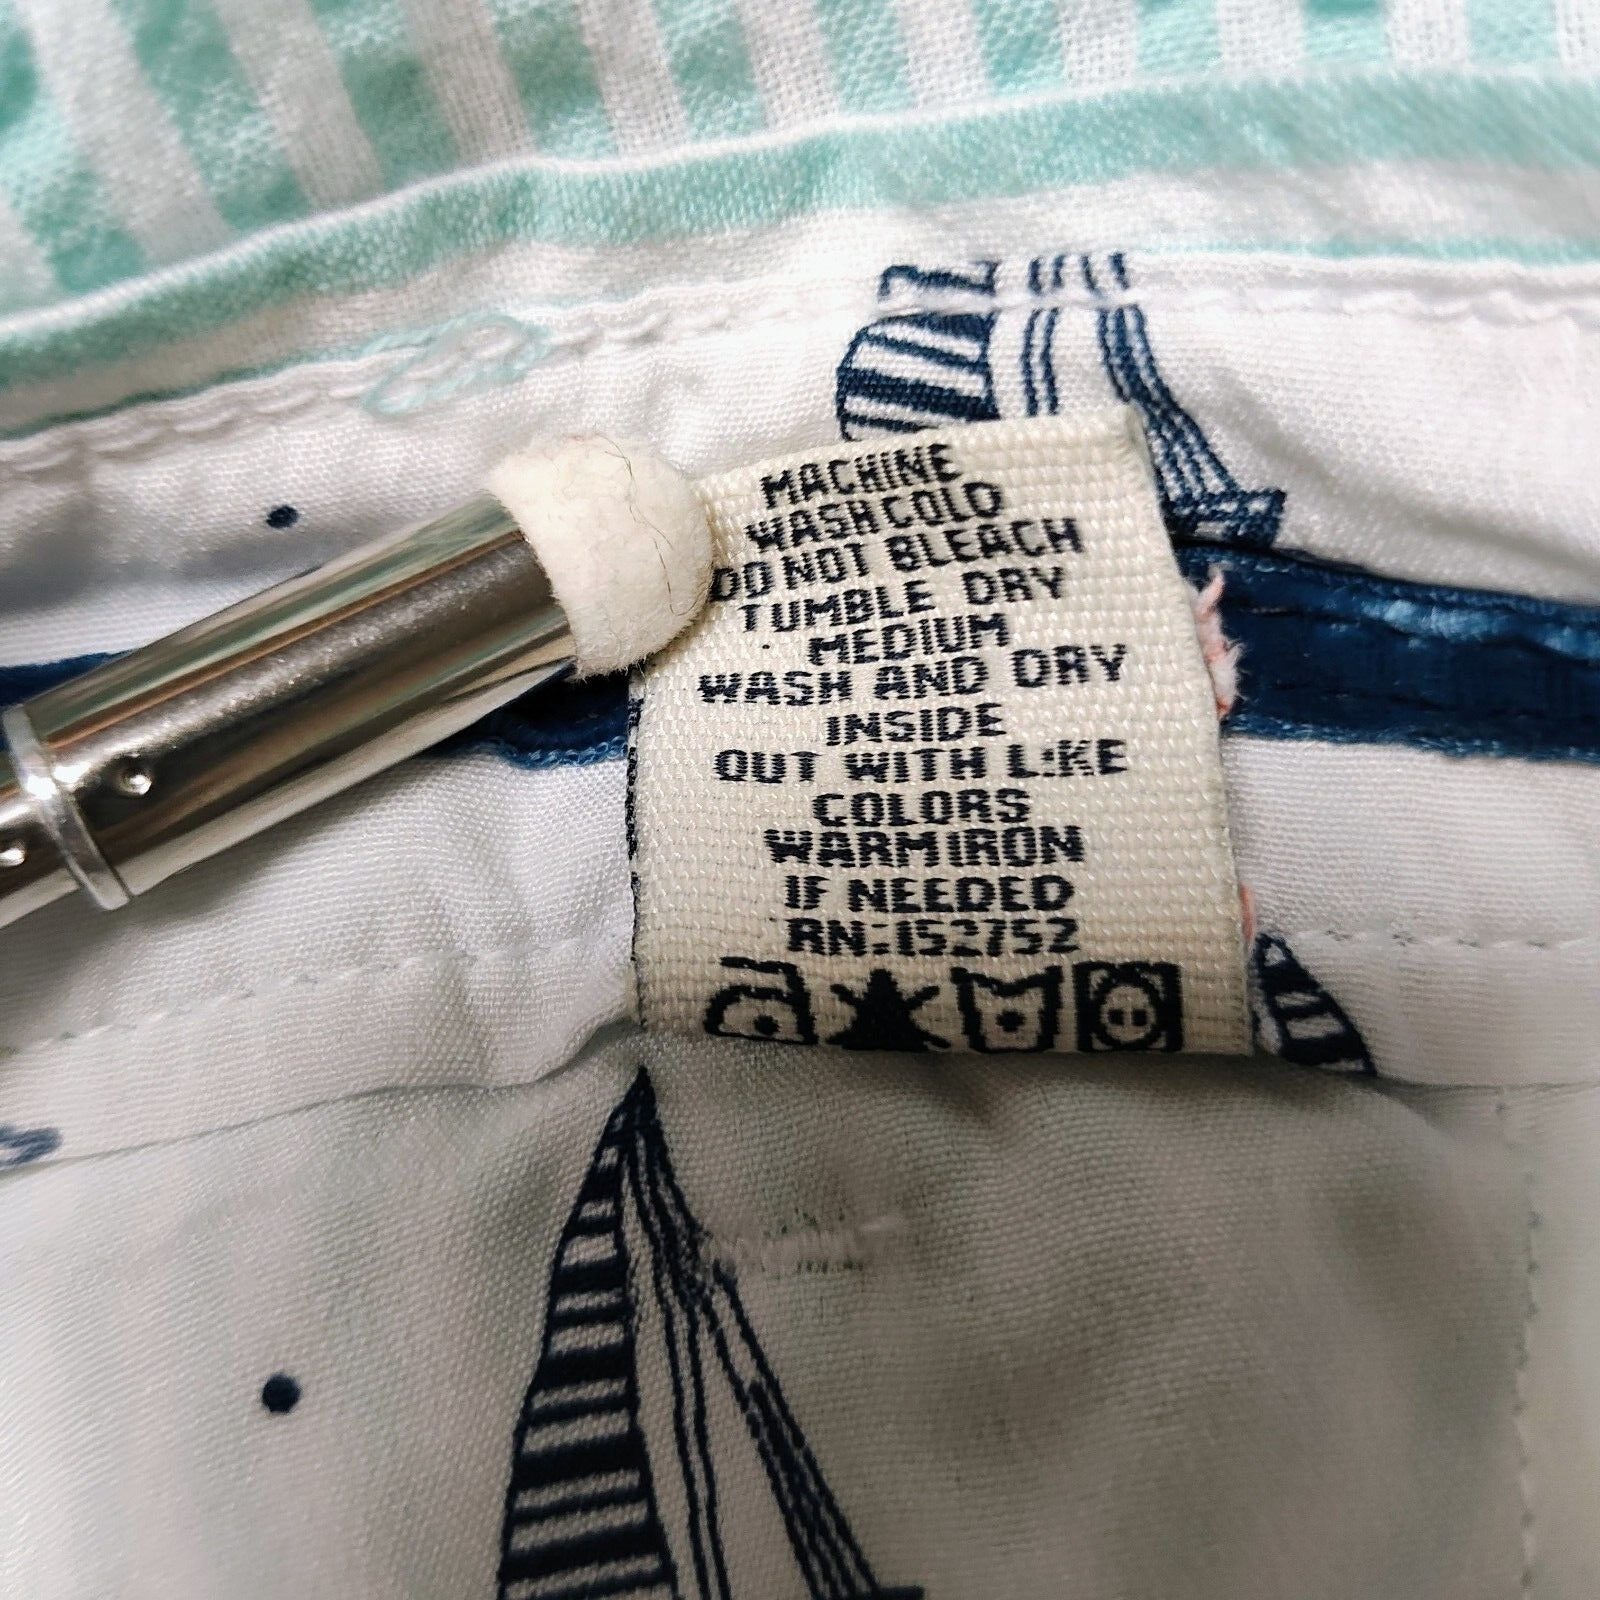 MACHINE
WASH COLD
DO NOT BLEACH
TUMBLE DRY
MEDIUM
WASH AND DRY
INSIDE
OUT WITH LIKE
COLORS
WARM IRON
IF NEEDED
RN:152752